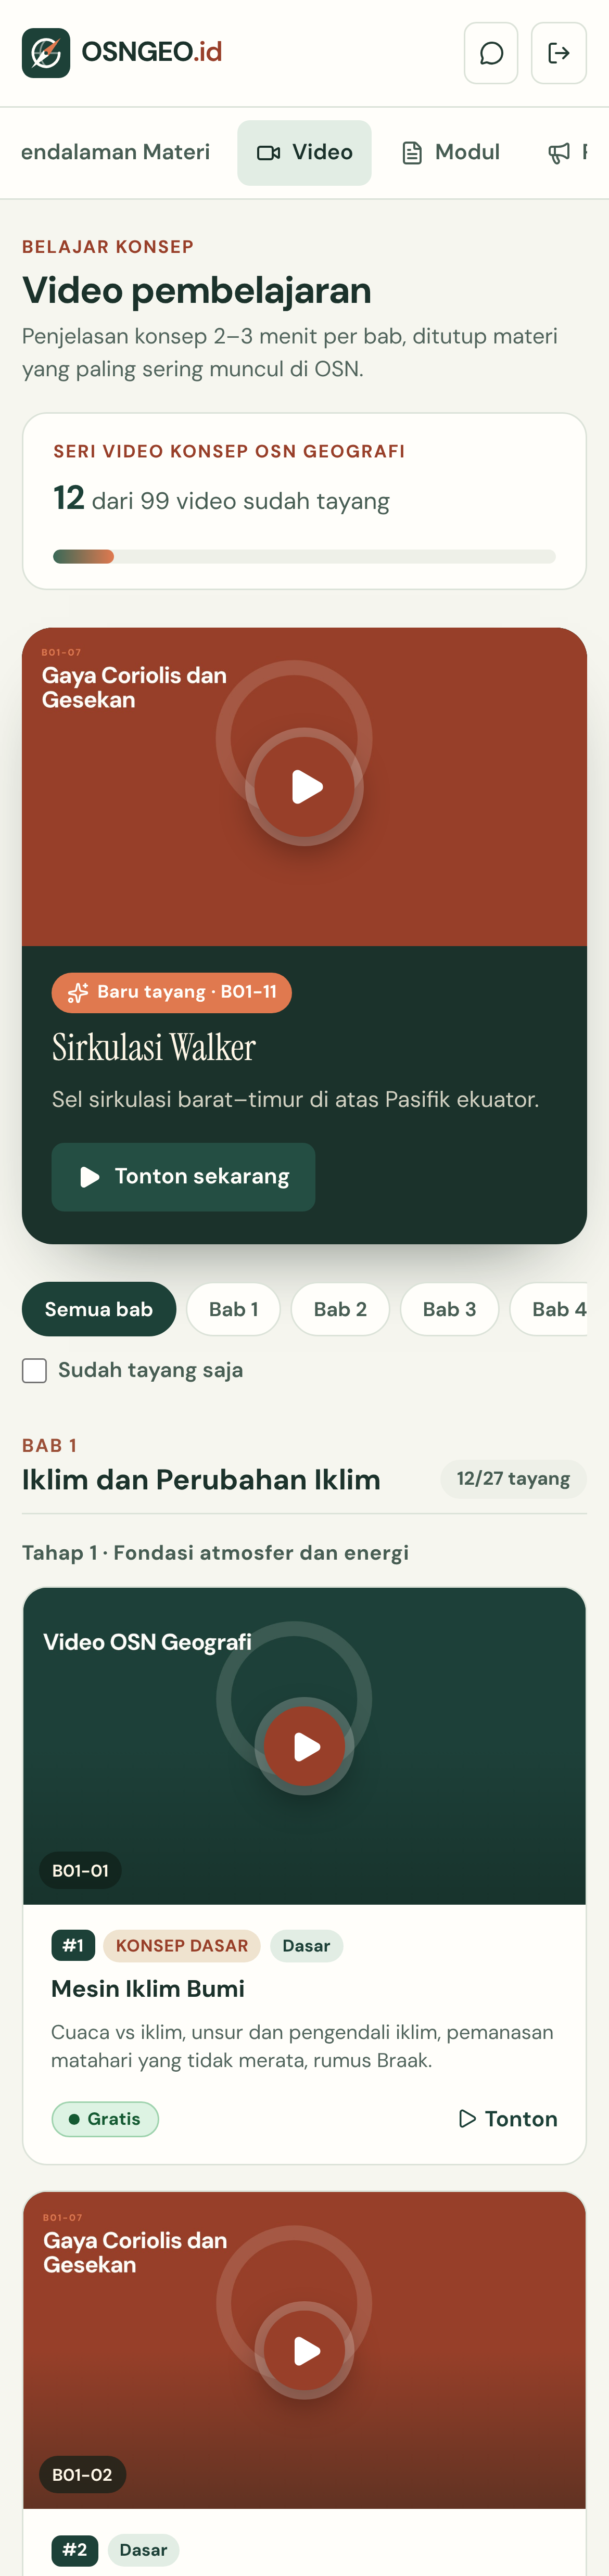 OSNGEO.id
endalaman Materi
Video
Modul
BELAJAR KONSEP
Video pembelajaran
Penjelasan konsep 2–3 menit per bab, ditutup materi
yang paling sering muncul di OSN.
SERI VIDEO KONSEP OSN GEOGRAFI
12 dari 99 video sudah tayang
B01-07
Gaya Coriolis dan
Gesekan
Baru tayang · B01-11
Sirkulasi Walker
Sel sirkulasi barat–timur di atas Pasifik ekuator.
Tonton sekarang
Semua bab
Bab 1
Bab 2
Bab 3
Bab 4
Sudah tayang saja
BAB 1
Iklim dan Perubahan Iklim
12/27 tayang
Tahap 1 · Fondasi atmosfer dan energi
Video OSN Geografi
B01-01
#1
KONSEP DASAR
Dasar
Mesin Iklim Bumi
Cuaca vs iklim, unsur dan pengendali iklim, pemanasan
matahari yang tidak merata, rumus Braak.
Gratis
Tonton
B01-07
Gaya Coriolis dan
Gesekan
B01-02
#2
Dasar